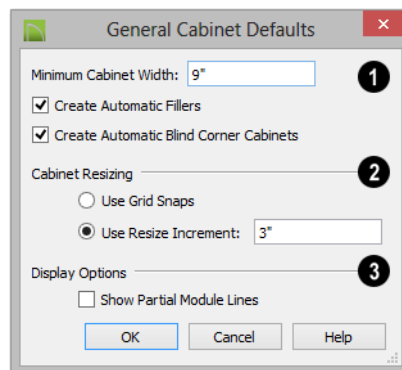 General Cabinet Defaults
Minimum Cabinet Width: 9" 1
Create Automatic Fillers
Create Automatic Blind Corner Cabinets
Cabinet Resizing 2
Use Grid Snaps
Use Resize Increment: 3"
Display Options 3
Show Partial Module Lines
OK Cancel Help